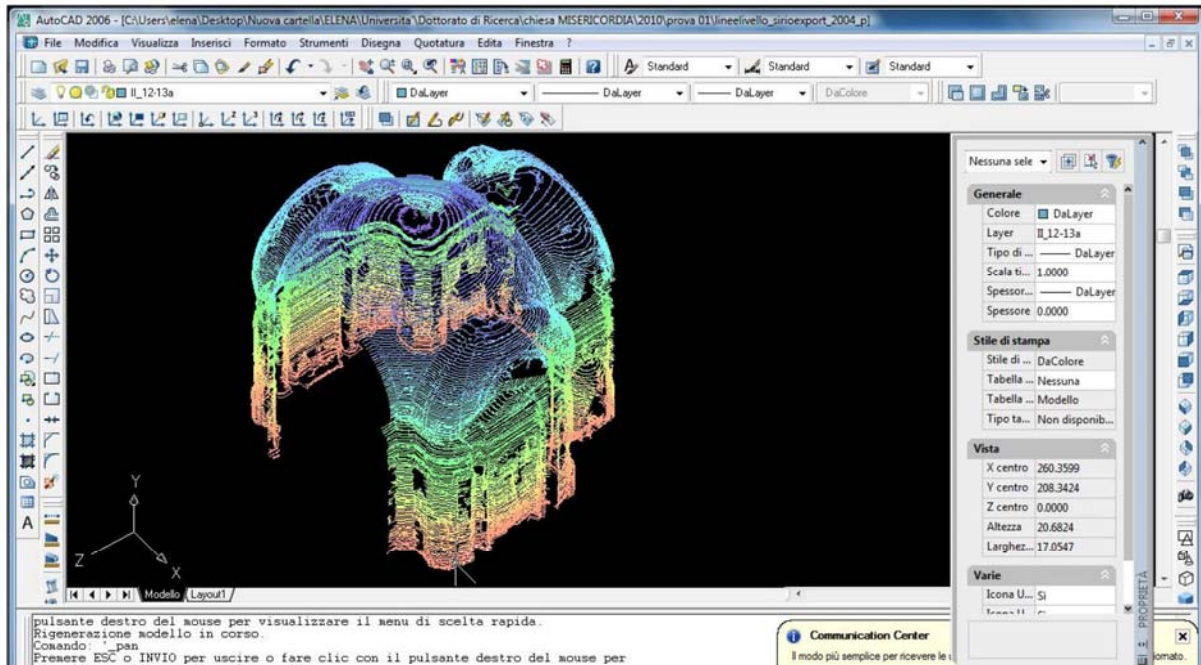 AutoCAD 2006 - [C:\Users\elena\Desktop\Nuova cartella\ELENA\Universita'\Dottorato di Ricerca\chiesa MISERICORDIA\2010\prova 01\lineelivello_sirioexport_2004_p]
File Modifica Visualizza Inserisci Formato Strumenti Disegna Quotatura Edita Finestra ?
Standard Standard Standard
II_12-13a DaLayer DaLayer DaLayer DaColore
Nessuna sele
Generale
Colore DaLayer
Layer II_12-13a
Tipo di ... DaLayer
Scala ti... 1.0000
Spessor... DaLayer
Spessore 0.0000
Stile di stampa
Stile di ... DaColore
Tabella ... Nessuna
Tabella ... Modello
Tipo ta... Non disponib...
Vista
X centro 260.3599
Y centro 208.3424
Z centro 0.0000
Altezza 20.6824
Larghez... 17.0547
Varie
Icona U... Sì
PROPRIETÀ
Y
Z
X
A
Modello Layout1
pulsante destro del mouse per visualizzare il menu di scelta rapida.
Rigenerazione modello in corso.
Comando: '_pan
Premere ESC o INVIO per uscire o fare clic con il pulsante destro del mouse per
Communication Center
Il modo più semplice per ricevere le